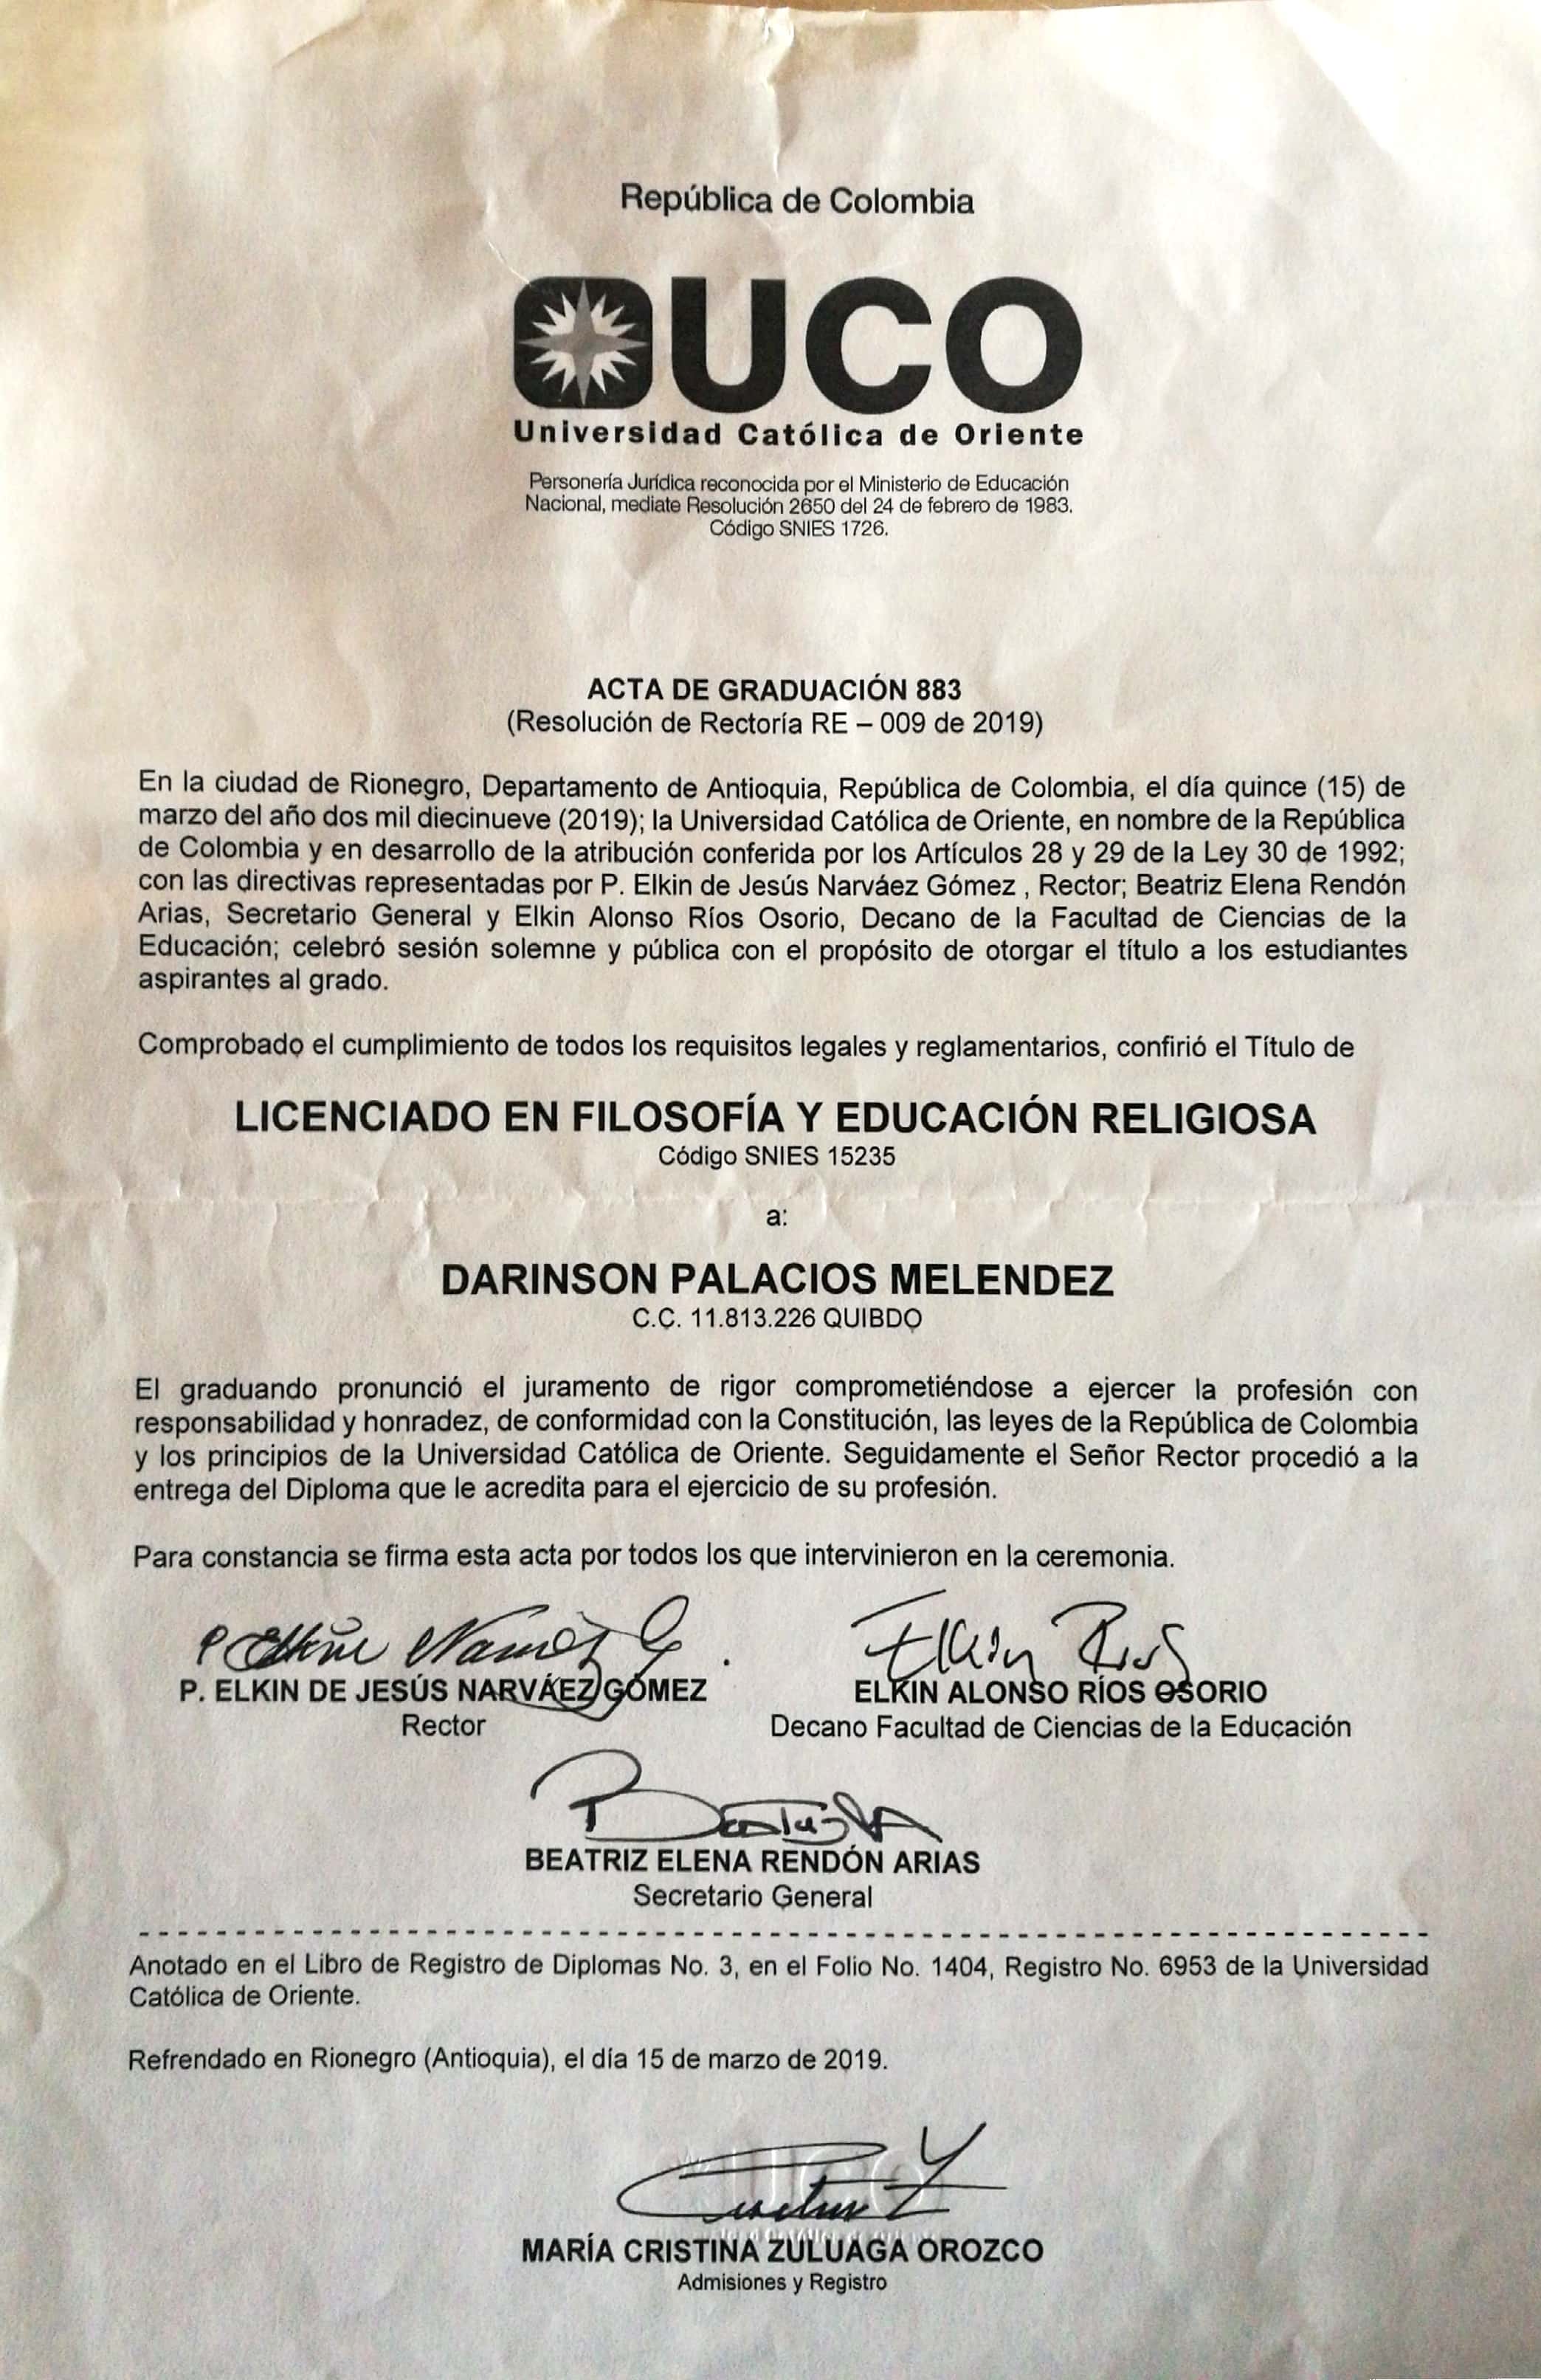 República de Colombia
UCO
Universidad Católica de Oriente
Personería Jurídica reconocida por el Ministerio de Educación
Nacional, mediate Resolución 2650 del 24 de febrero de 1983.
Código SNIES 1726.
ACTA DE GRADUACIÓN 883
(Resolución de Rectoría RE – 009 de 2019)
En la ciudad de Rionegro, Departamento de Antioquia, República de Colombia, el día quince (15) de
marzo del año dos mil diecinueve (2019); la Universidad Católica de Oriente, en nombre de la República
de Colombia y en desarrollo de la atribución conferida por los Artículos 28 y 29 de la Ley 30 de 1992;
con las directivas representadas por P. Elkin de Jesús Narváez Gómez , Rector; Beatriz Elena Rendón
Arias, Secretario General y Elkin Alonso Ríos Osorio, Decano de la Facultad de Ciencias de la
Educación; celebró sesión solemne y pública con el propósito de otorgar el título a los estudiantes
aspirantes al grado.
Comprobado el cumplimiento de todos los requisitos legales y reglamentarios, confirió el Título de
LICENCIADO EN FILOSOFÍA Y EDUCACIÓN RELIGIOSA
Código SNIES 15235
a:
DARINSON PALACIOS MELENDEZ
C.C. 11.813.226 QUIBDO
El graduando pronunció el juramento de rigor comprometiéndose a ejercer la profesión con
responsabilidad y honradez, de conformidad con la Constitución, las leyes de la República de Colombia
y los principios de la Universidad Católica de Oriente. Seguidamente el Señor Rector procedió a la
entrega del Diploma que le acredita para el ejercicio de su profesión.
Para constancia se firma esta acta por todos los que intervinieron en la ceremonia.
P. ELKIN DE JESÚS NARVÁEZ GÓMEZ
Rector
ELKIN ALONSO RÍOS OSORIO
Decano Facultad de Ciencias de la Educación
BEATRIZ ELENA RENDÓN ARIAS
Secretario General
Anotado en el Libro de Registro de Diplomas No. 3, en el Folio No. 1404, Registro No. 6953 de la Universidad
Católica de Oriente.
Refrendado en Rionegro (Antioquia), el día 15 de marzo de 2019.
MARÍA CRISTINA ZULUAGA OROZCO
Admisiones y Registro